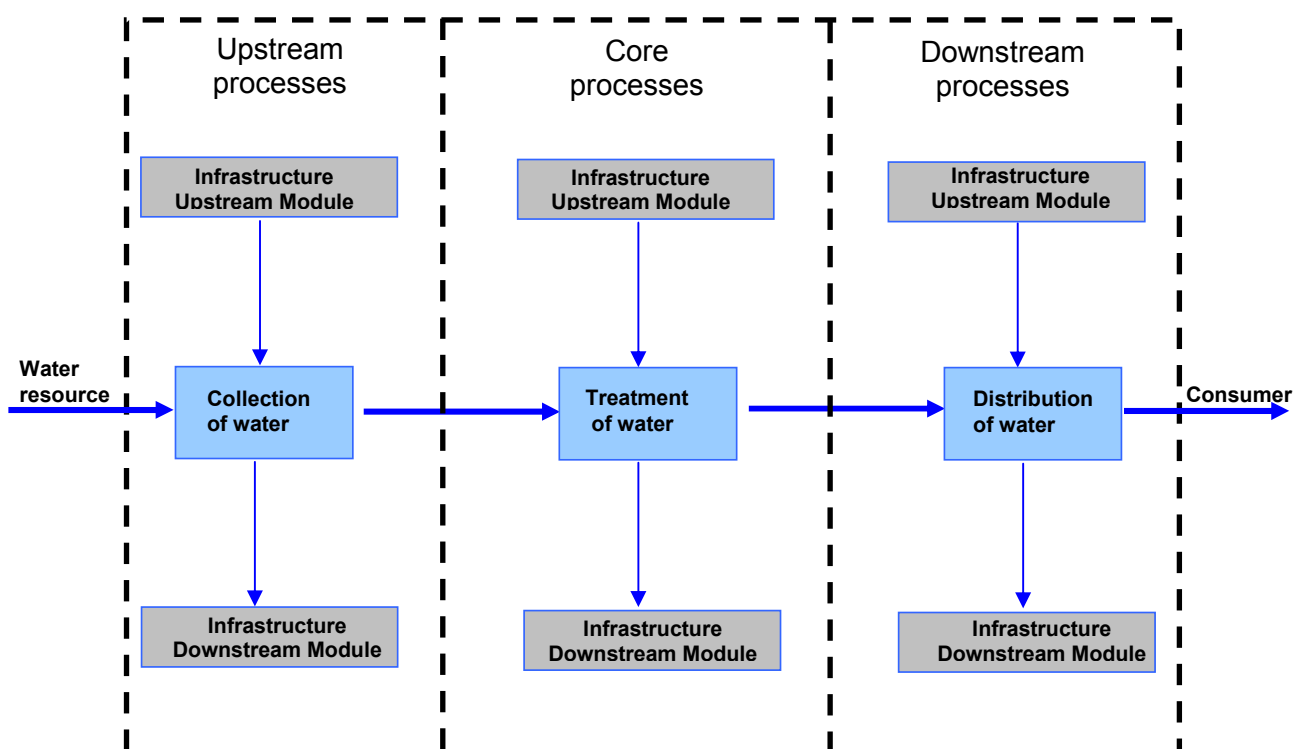 Upstream
processes
Core
processes
Downstream
processes
Infrastructure
Upstream Module
Infrastructure
Upstream Module
Infrastructure
Upstream Module
Water
resource
Collection
of water
Treatment
of water
Distribution
of water
Consumer
Infrastructure
Downstream Module
Infrastructure
Downstream Module
Infrastructure
Downstream Module